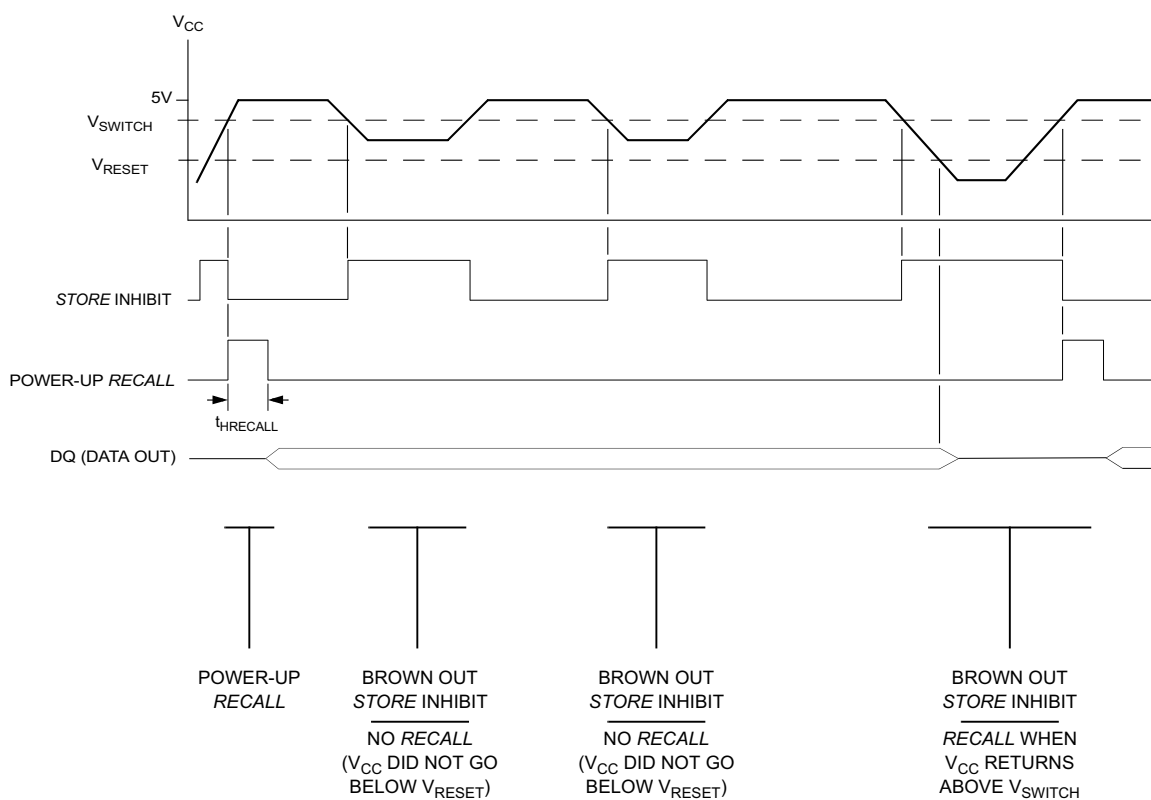 VCC
5V
VSWITCH
VRESET
STORE INHIBIT
POWER-UP RECALL
tHRECALL
DQ (DATA OUT)
POWER-UP
RECALL
BROWN OUT
STORE INHIBIT
NO RECALL
(VCC DID NOT GO
BELOW VRESET)
BROWN OUT
STORE INHIBIT
NO RECALL
(VCC DID NOT GO
BELOW VRESET)
BROWN OUT
STORE INHIBIT
RECALL WHEN
VCC RETURNS
ABOVE VSWITCH